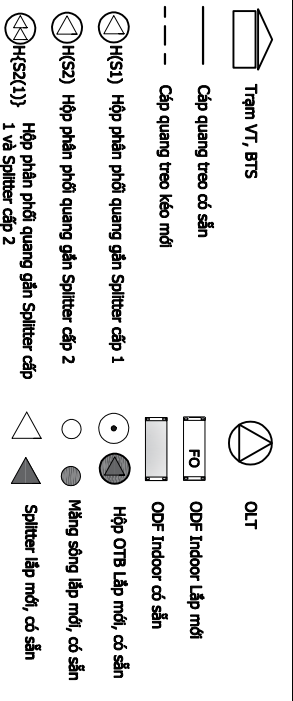 Trạm VT, BTS
Cáp quang treo có sẵn
Cáp quang treo kéo mới
H(S1) Hộp phân phối quang gắn Splitter cấp 1
H(S2) Hộp phân phối quang gắn Splitter cấp 2
H{S2(1)} Hộp phân phối quang gắn Splitter cấp
1 và Splitter cấp 2
OLT
FO ODF Indoor Lắp mới
ODF Indoor có sẵn
Hộp OTB Lắp mới, có sẵn
Măng sông lắp mới, có sẵn
Splitter lắp mới, có sẵn